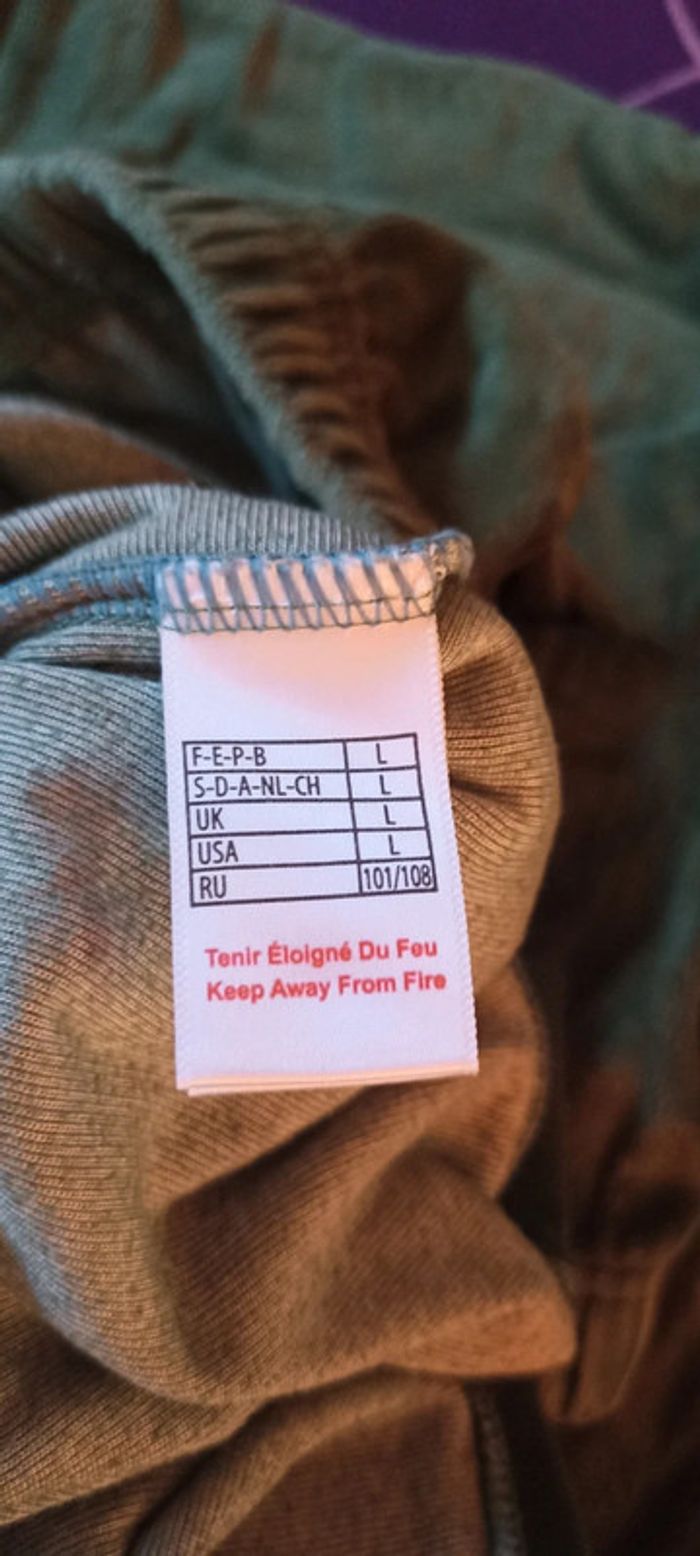 F-E-P-B L
S-D-A-NL-CH L
UK L
USA L
RU 101/108
Tenir Éloigné Du Feu
Keep Away From Fire